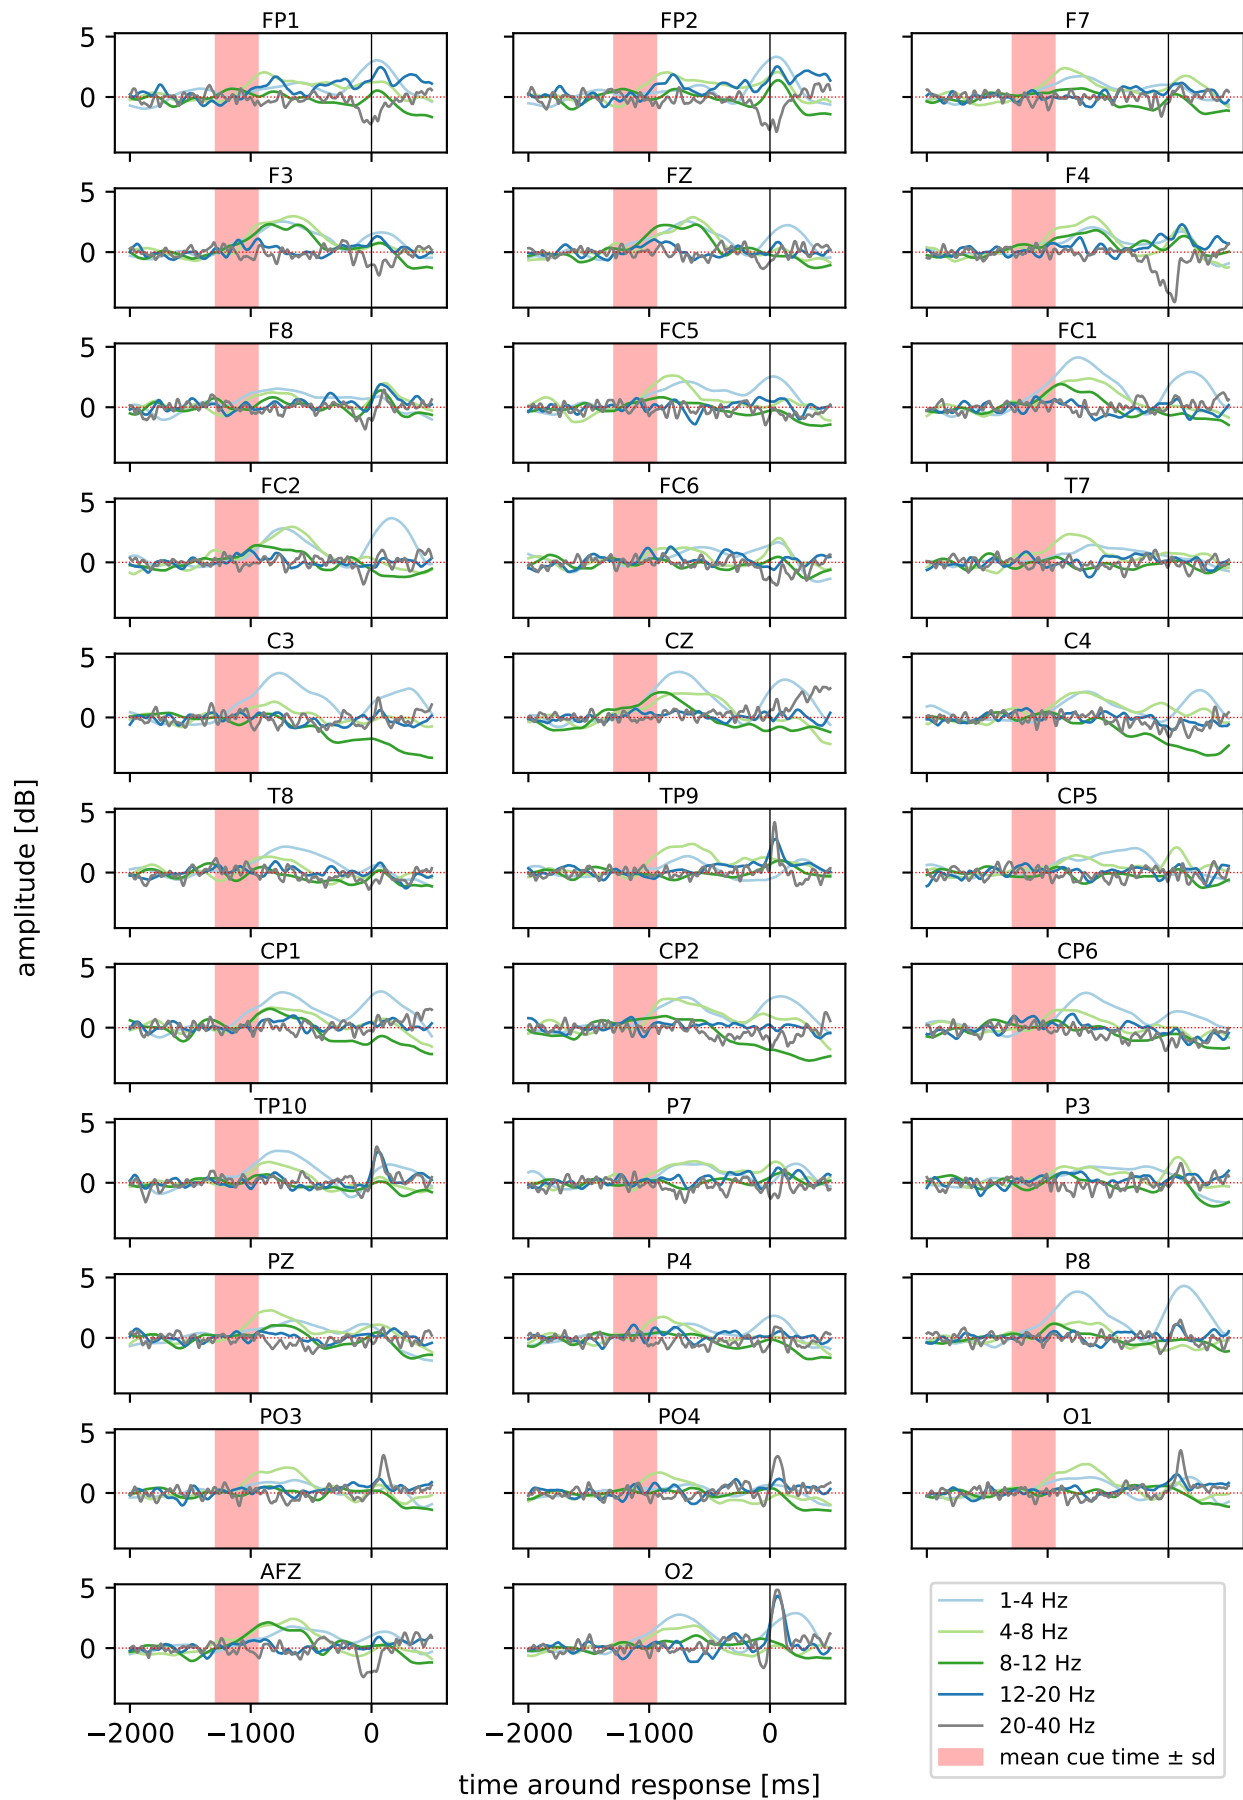 FP1 FP2 F7
5
0
F3 FZ F4
5
0
F8 FC5 FC1
5
0
FC2 FC6 T7
5
0
C3 CZ C4
5
0
T8 TP9 CP5
5
0
CP1 CP2 CP6
5
0
TP10 P7 P3
5
0
PZ P4 P8
5
0
PO3 PO4 O1
5
0
AFZ O2
5
0
−2000 −1000 0 −2000 −1000 0
amplitude [dB]
time around response [ms]
1-4 Hz
4-8 Hz
8-12 Hz
12-20 Hz
20-40 Hz
mean cue time ± sd